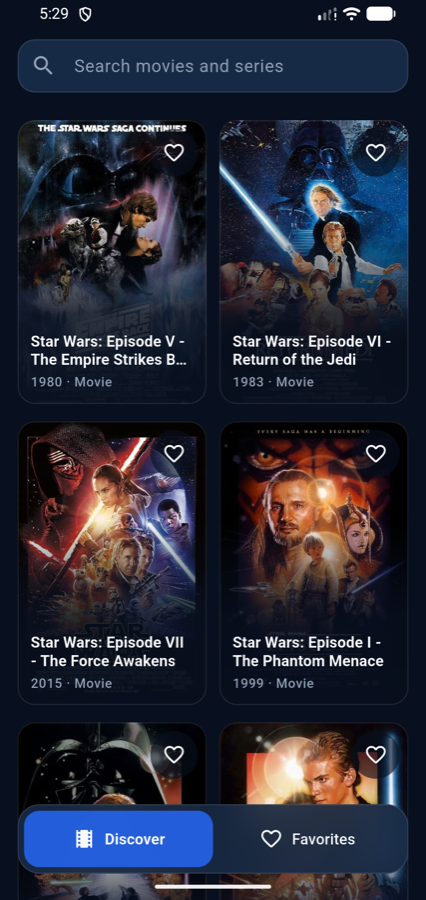 5:29
Search movies and series
THE STAR WARS SAGA CONTINUES
Star Wars: Episode V -
The Empire Strikes B...
1980 · Movie
Star Wars: Episode VI -
Return of the Jedi
1983 · Movie
EVERY SAGA HAS A BEGINNING
Star Wars: Episode VII
- The Force Awakens
2015 · Movie
Star Wars: Episode I -
The Phantom Menace
1999 · Movie
Discover
Favorites